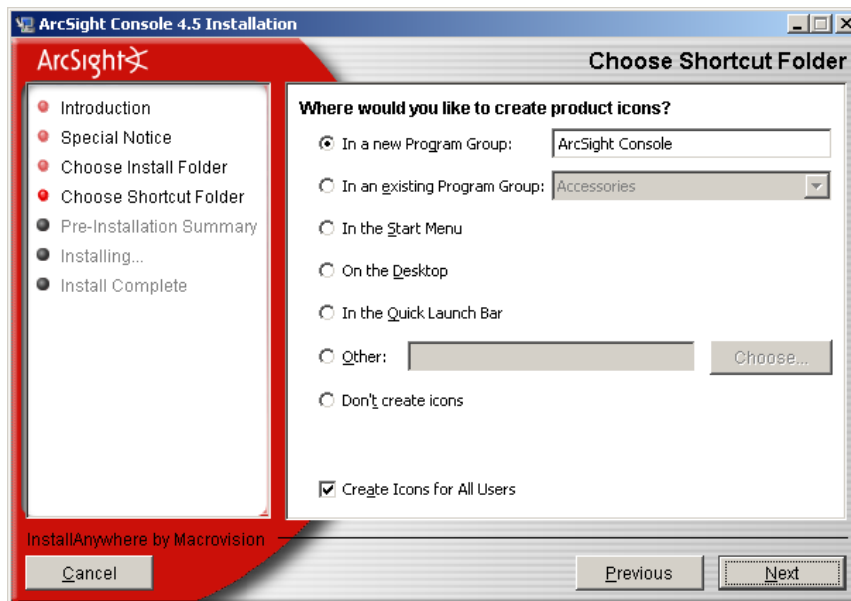 ArcSight Console 4.5 Installation
ArcSight
Choose Shortcut Folder
Introduction
Special Notice
Choose Install Folder
Choose Shortcut Folder
Pre-Installation Summary
Installing...
Install Complete
Where would you like to create product icons?
In a new Program Group: ArcSight Console
In an existing Program Group: Accessories
In the Start Menu
On the Desktop
In the Quick Launch Bar
Other: Choose...
Don't create icons
Create Icons for All Users
InstallAnywhere by Macrovision
Cancel Previous Next